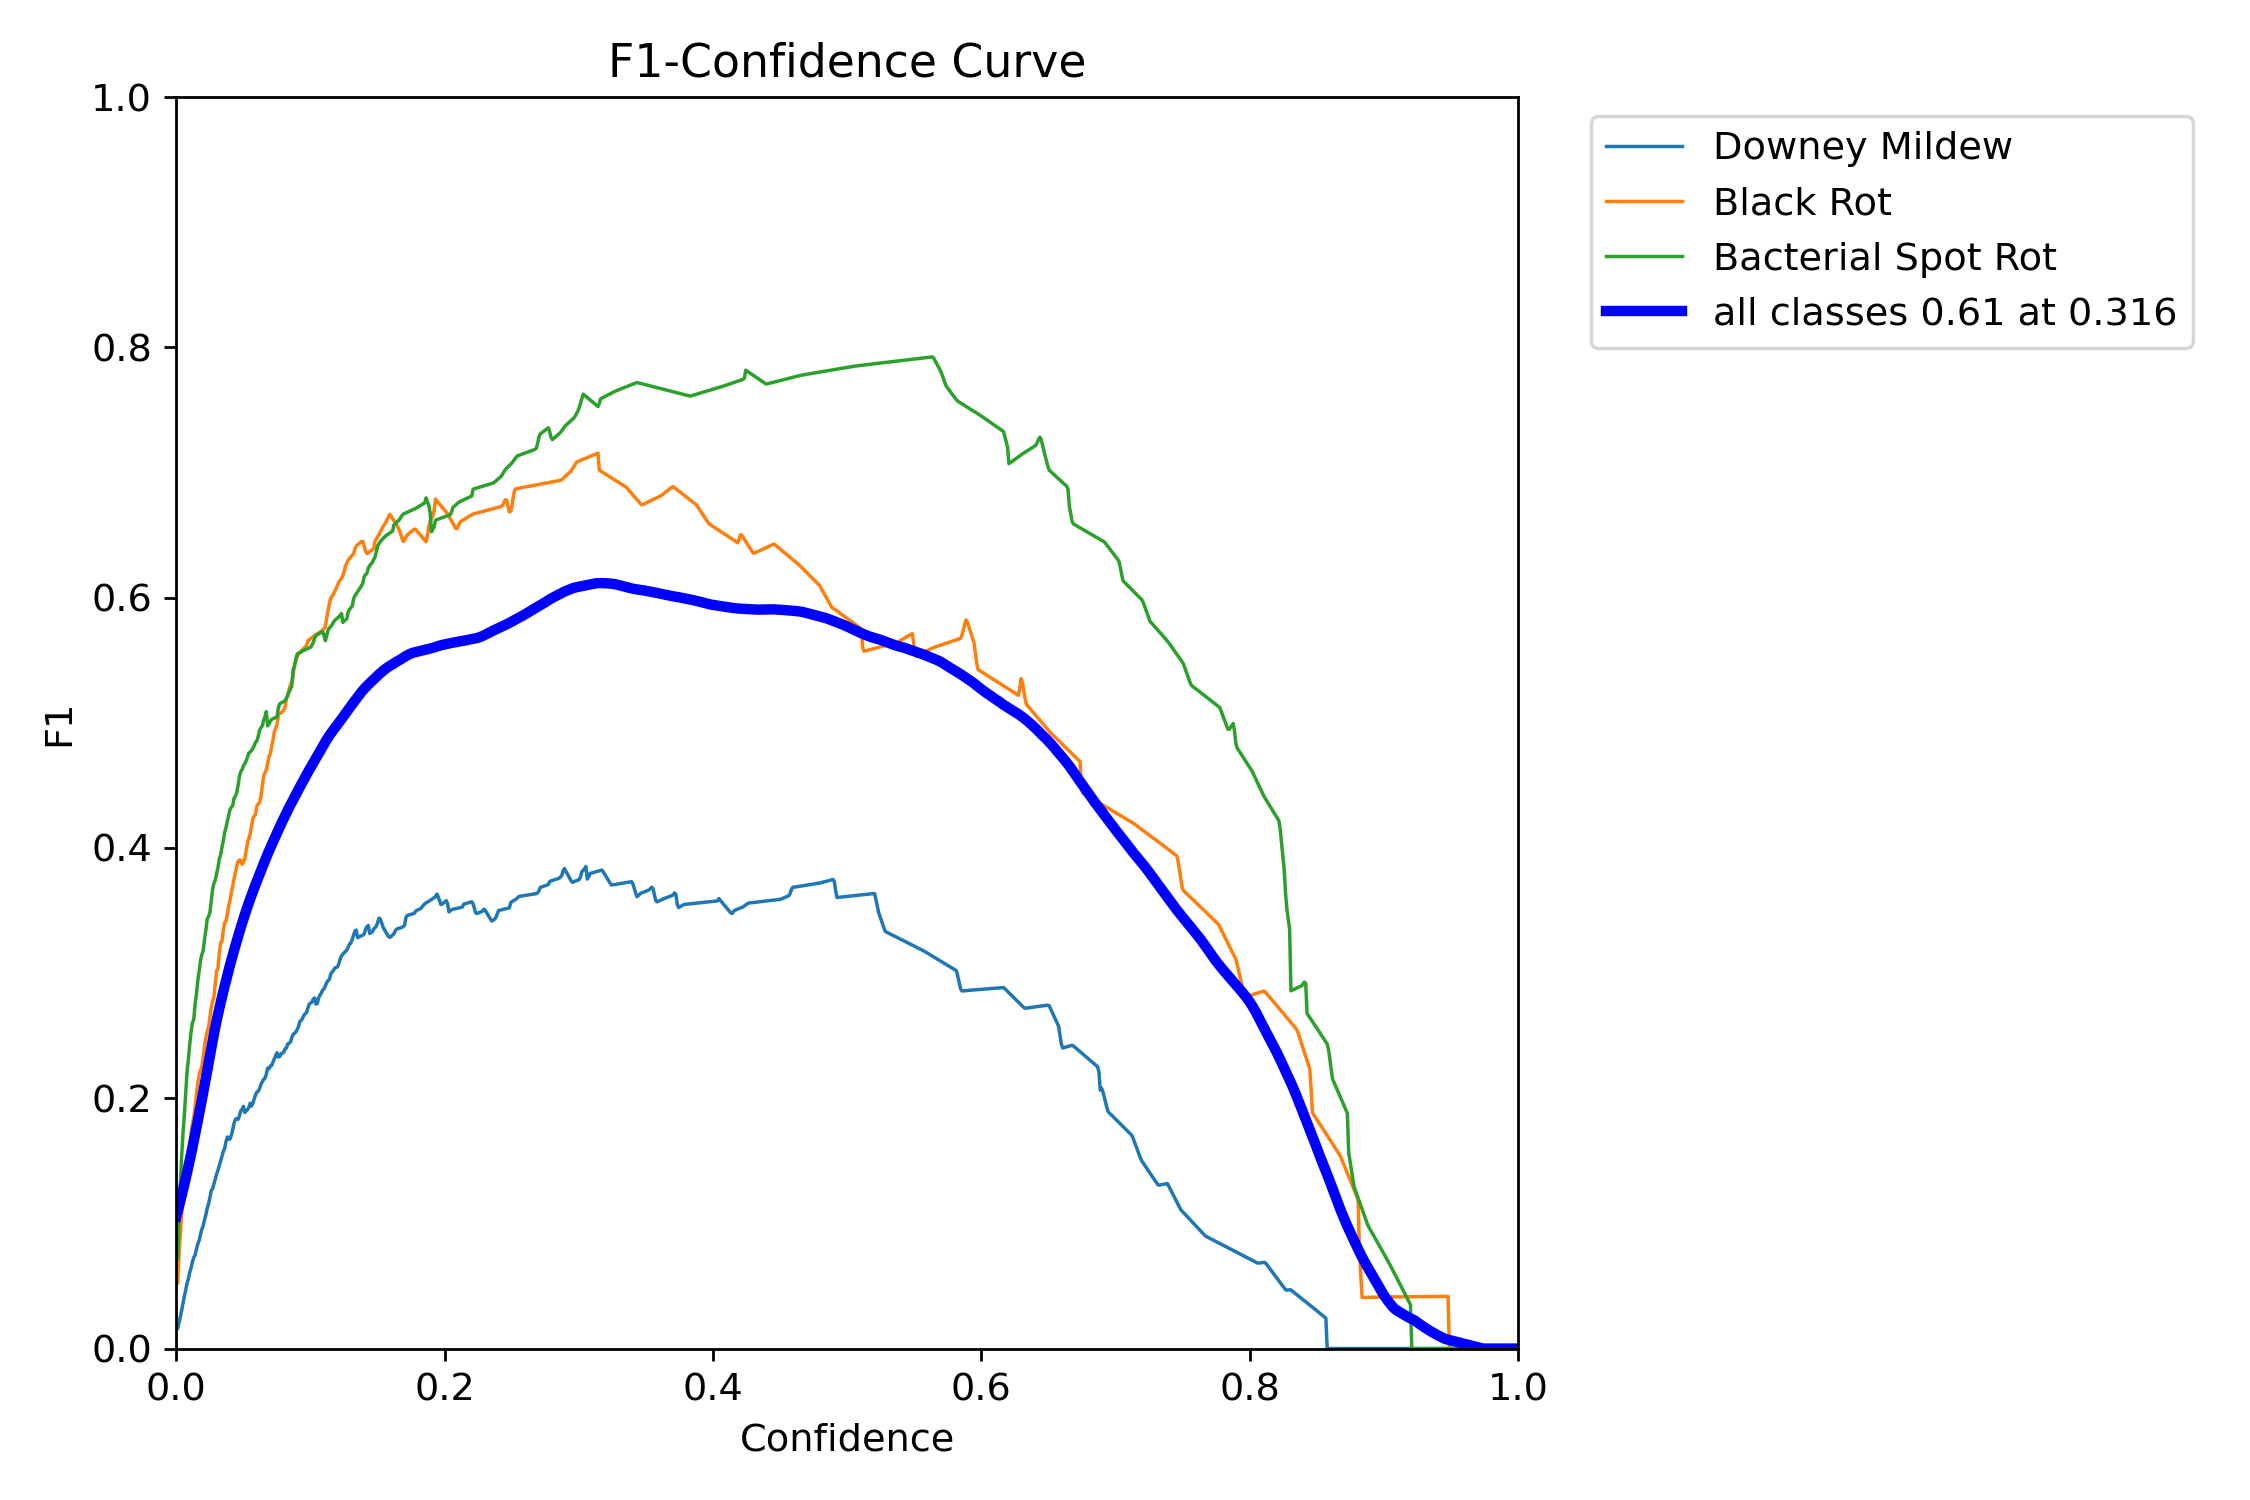 F1-Confidence Curve
1.0
0.8
0.6
0.4
0.2
0.0
F1
0.0 0.2 0.4 0.6 0.8 1.0
Confidence
Downey Mildew
Black Rot
Bacterial Spot Rot
all classes 0.61 at 0.316